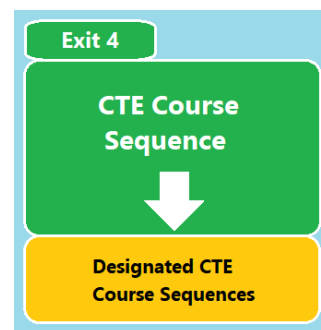 Exit 4
CTE Course
Sequence
Designated CTE
Course Sequences